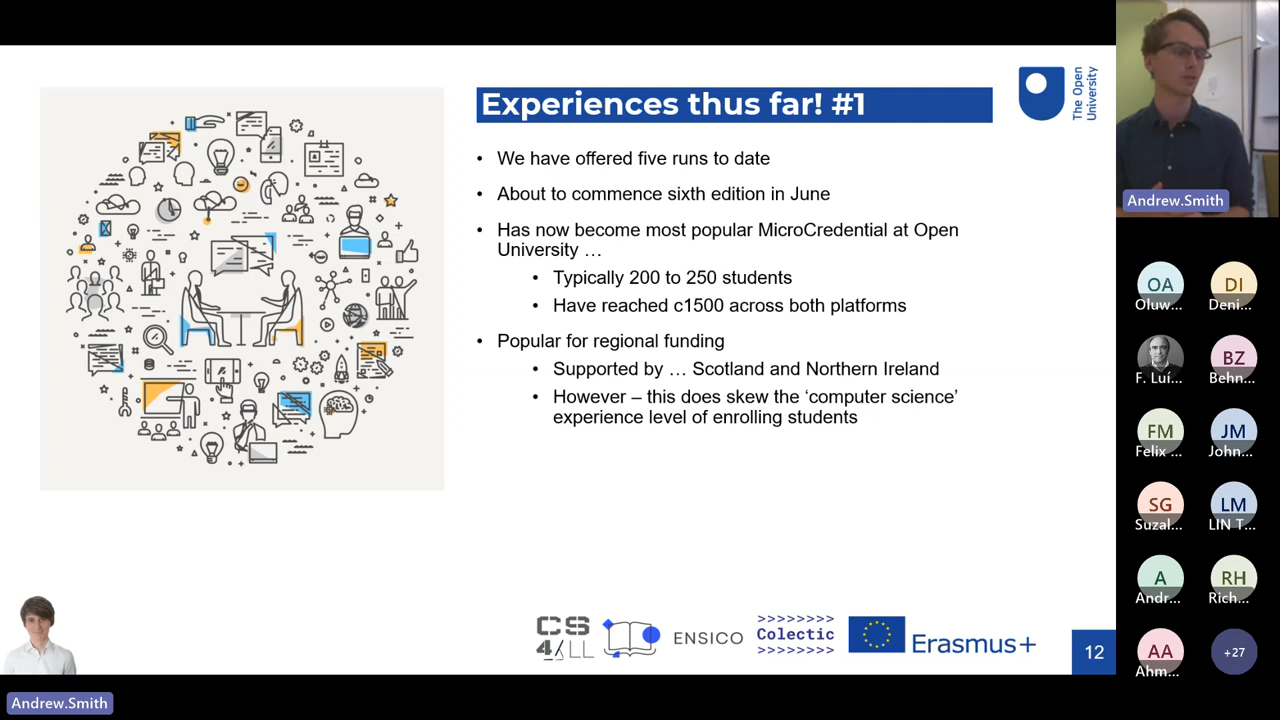 Experiences thus far! #1
The Open
University
• We have offered five runs to date
• About to commence sixth edition in June
• Has now become most popular MicroCredential at Open
University …
• Typically 200 to 250 students
• Have reached c1500 across both platforms
• Popular for regional funding
• Supported by … Scotland and Northern Ireland
• However – this does skew the ‘computer science’
experience level of enrolling students
CS
4/ALL
ENSICO
>>>>>>>>
Colectic
>>>>>>>>
Erasmus+
12
Andrew.Smith
Andrew.Smith
OA
Oluw...
DI
Deni...
F. Luí...
BZ
Behn...
FM
Felix ...
JM
John...
SG
Suzal...
LM
LIN T...
A
Andr...
RH
Rich...
AA
Ahm...
+27